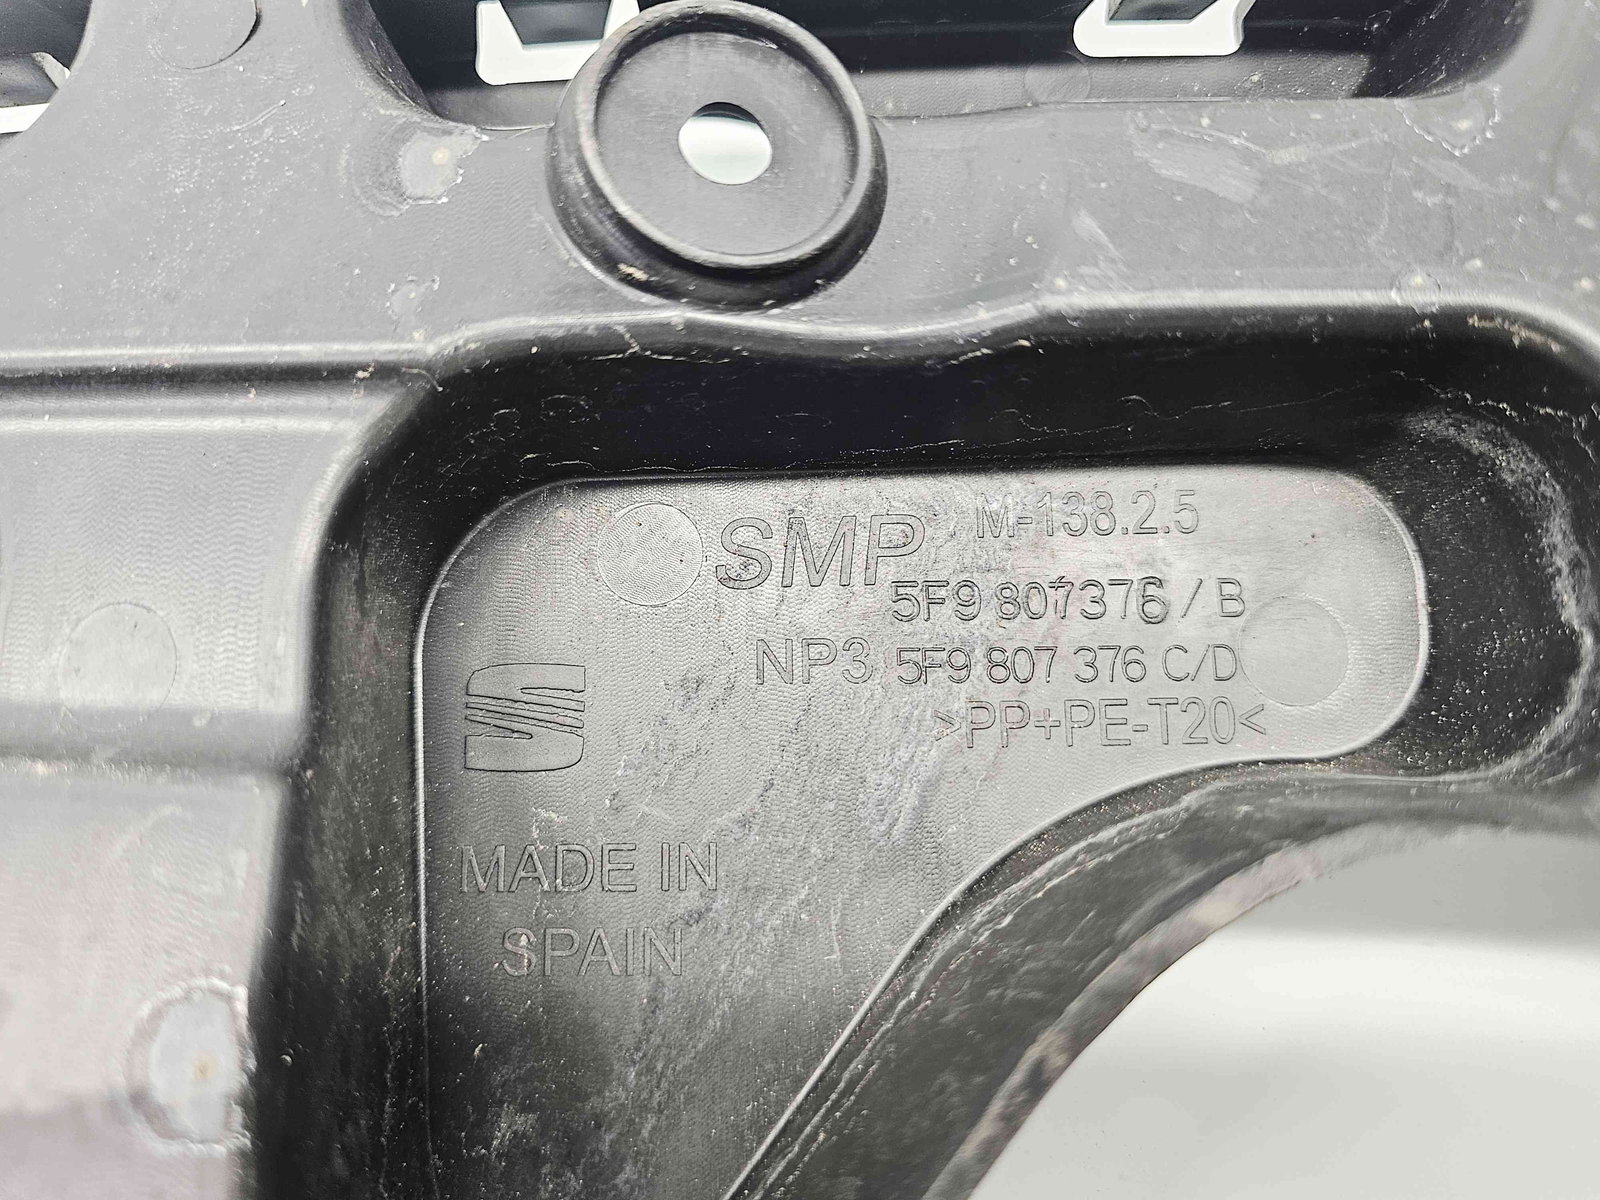 SMP M-138.2.5
5F9 807376 / B
NP3 5F9 807 376 C/D
>PP+PE-T20<
MADE IN
SPAIN